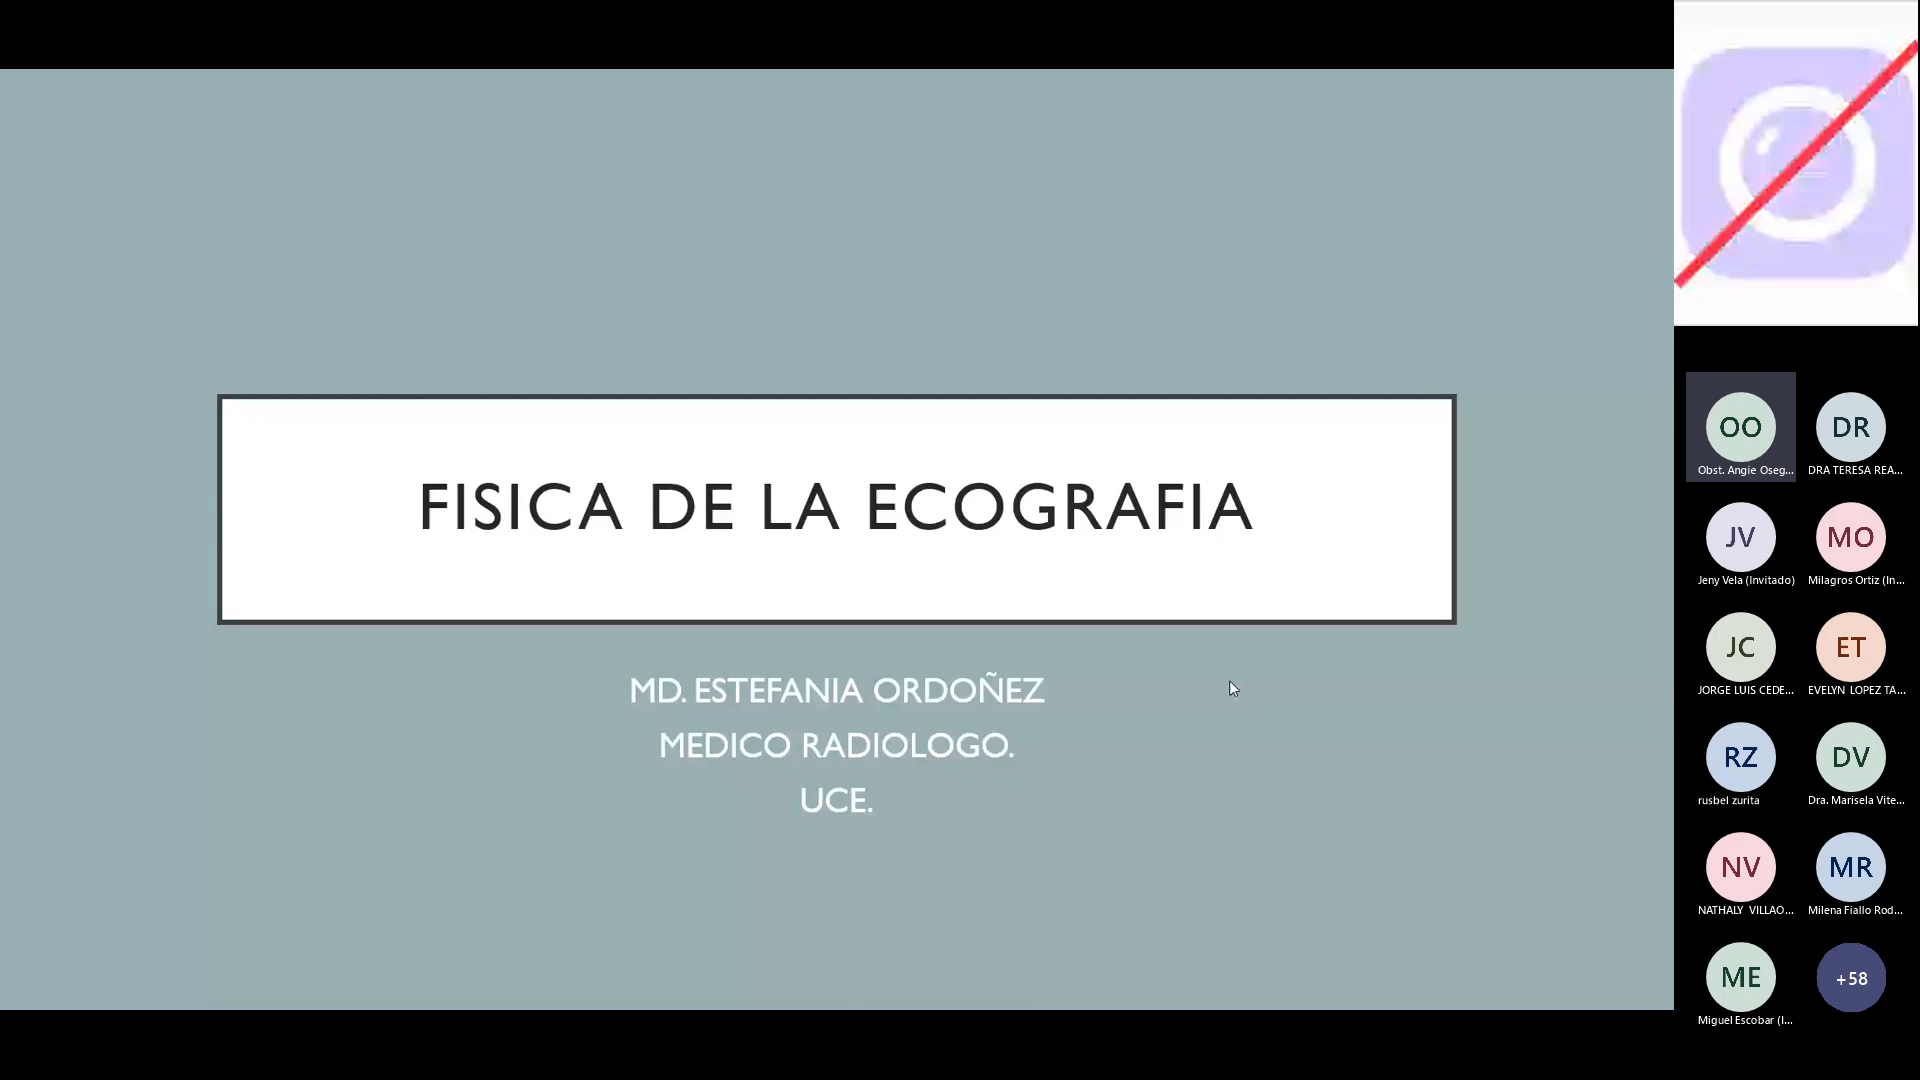 FISICA DE LA ECOGRAFIA
MD. ESTEFANIA ORDOÑEZ
MEDICO RADIOLOGO.
UCE.
OO
DR
Obst. Angie Oseg...
DRA TERESA REA...
JV
MO
Jeny Vela (Invitado)
Milagros Ortiz (In...
JC
ET
JORGE LUIS CEDE...
EVELYN LOPEZ TA...
RZ
DV
rusbel zurita
Dra. Marisela Vite...
NV
MR
NATHALY VILLAO...
Milena Fiallo Rod...
ME
+58
Miguel Escobar (I...